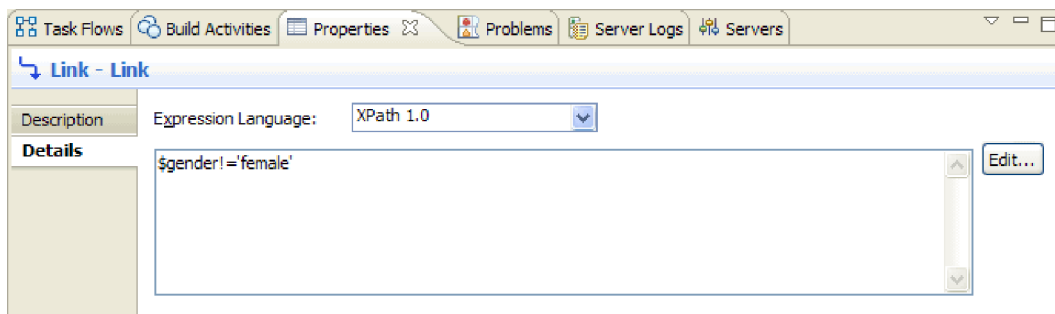 Task Flows Build Activities Properties Problems Server Logs Servers
Link - Link
Description Expression Language: XPath 1.0
Details
$gender!='female' Edit...